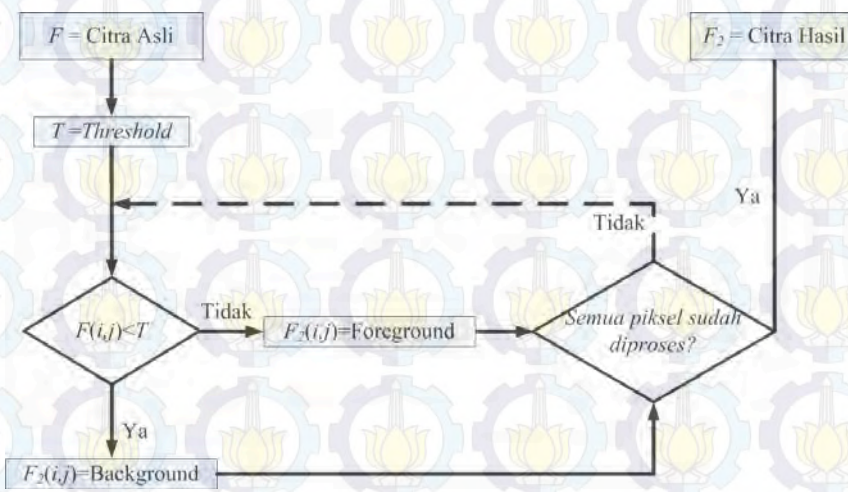 F = Citra Asli
F₂ = Citra Hasil
T =Threshold
Ya
Tidak
F(i,j)<T
Tidak
F₂(i,j)=Foreground
Semua piksel sudah
diproses?
Ya
F₂(i,j)=Background